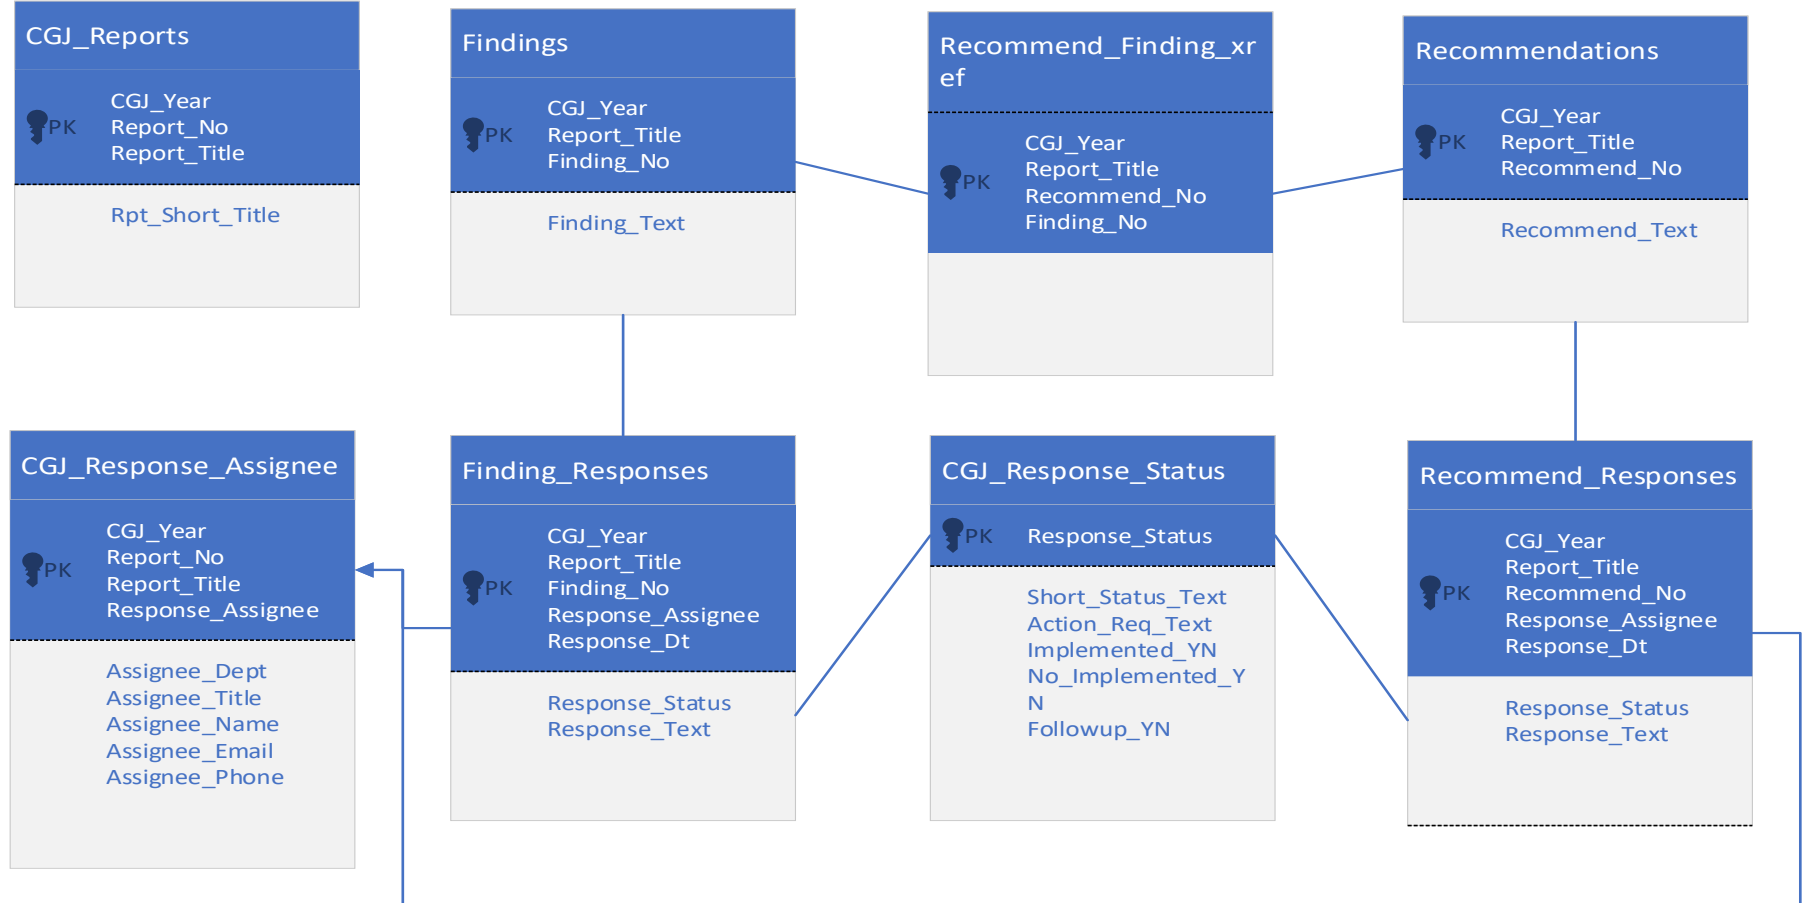 CGJ_Reports
PK
CGJ_Year
Report_No
Report_Title
Rpt_Short_Title
Findings
PK
CGJ_Year
Report_Title
Finding_No
Finding_Text
Recommend_Finding_xr
ef
PK
CGJ_Year
Report_Title
Recommend_No
Finding_No
Recommendations
PK
CGJ_Year
Report_Title
Recommend_No
Recommend_Text
CGJ_Response_Assignee
PK
CGJ_Year
Report_No
Report_Title
Response_Assignee
Assignee_Dept
Assignee_Title
Assignee_Name
Assignee_Email
Assignee_Phone
Finding_Responses
PK
CGJ_Year
Report_Title
Finding_No
Response_Assignee
Response_Dt
Response_Status
Response_Text
CGJ_Response_Status
PK
Response_Status
Short_Status_Text
Action_Req_Text
Implemented_YN
No_Implemented_Y
N
Followup_YN
Recommend_Responses
PK
CGJ_Year
Report_Title
Recommend_No
Response_Assignee
Response_Dt
Response_Status
Response_Text